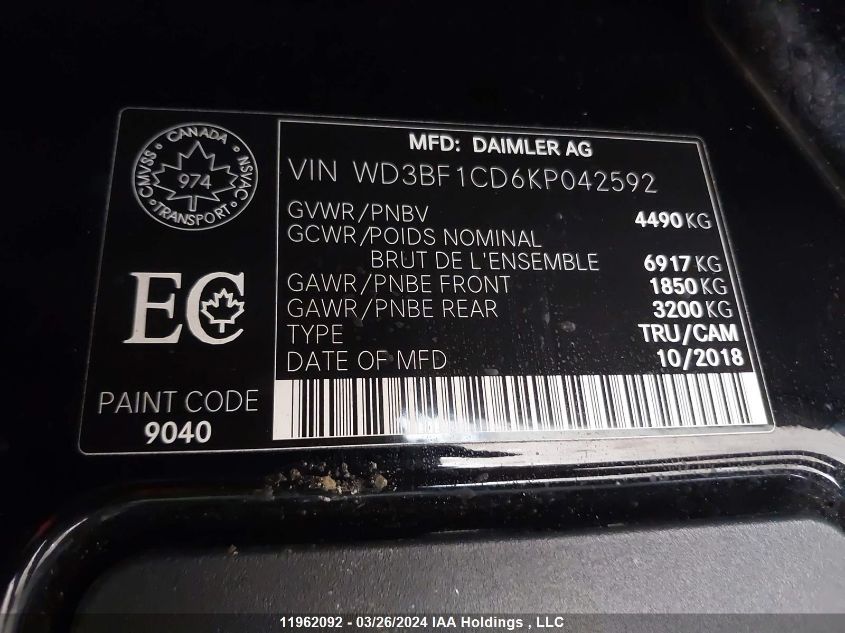 CANADA
CMVSS
974
NSVAC
TRANSPORT
EC
PAINT CODE
9040
MFD: DAIMLER AG
VIN WD3BF1CD6KP042592
GVWR/PNBV 4490 KG
GCWR/POIDS NOMINAL
BRUT DE L'ENSEMBLE 6917 KG
GAWR/PNBE FRONT 1850 KG
GAWR/PNBE REAR 3200 KG
TYPE TRU/CAM
DATE OF MFD 10/2018
11962092 - 03/26/2024 IAA Holdings , LLC